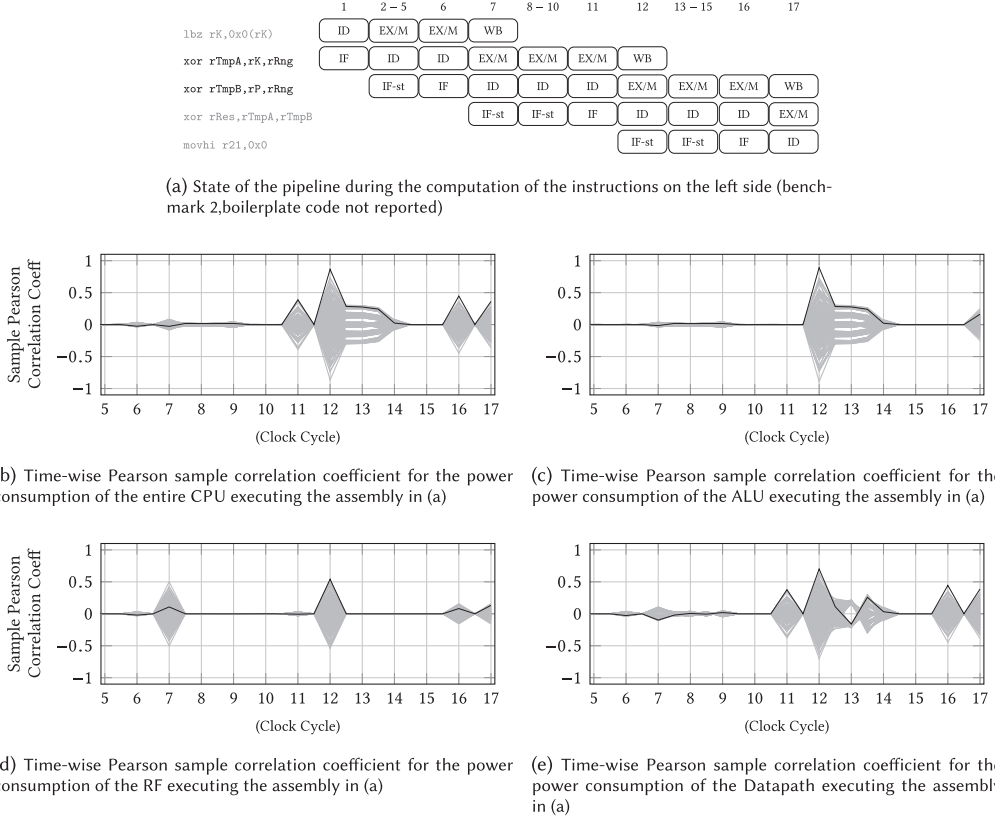 1 2 − 5 6 7 8 − 10 11 12 13 − 15 16 17
lbz rK,0x0(rK) ID EX/M EX/M WB
xor rTmpA,rK,rRng IF ID ID EX/M EX/M EX/M WB
xor rTmpB,rP,rRng IF-st IF ID ID ID EX/M EX/M EX/M WB
xor rRes,rTmpA,rTmpB IF-st IF-st IF ID ID ID EX/M
movhi r21,0x0 IF-st IF-st IF ID
(a) State of the pipeline during the computation of the instructions on the left side (bench-
mark 2,boilerplate code not reported)
Sample Pearson
Correlation Coeff
1
0.5
0
−0.5
−1
5 6 7 8 9 10 11 12 13 14 15 16 17
(Clock Cycle)
b) Time-wise Pearson sample correlation coefficient for the power
consumption of the entire CPU executing the assembly in (a)
1
0.5
0
−0.5
−1
5 6 7 8 9 10 11 12 13 14 15 16 17
(Clock Cycle)
(c) Time-wise Pearson sample correlation coefficient for the
power consumption of the ALU executing the assembly in (a)
Sample Pearson
Correlation Coeff
1
0.5
0
−0.5
−1
5 6 7 8 9 10 11 12 13 14 15 16 17
(Clock Cycle)
d) Time-wise Pearson sample correlation coefficient for the power
consumption of the RF executing the assembly in (a)
1
0.5
0
−0.5
−1
5 6 7 8 9 10 11 12 13 14 15 16 17
(Clock Cycle)
(e) Time-wise Pearson sample correlation coefficient for the
power consumption of the Datapath executing the assembly
in (a)